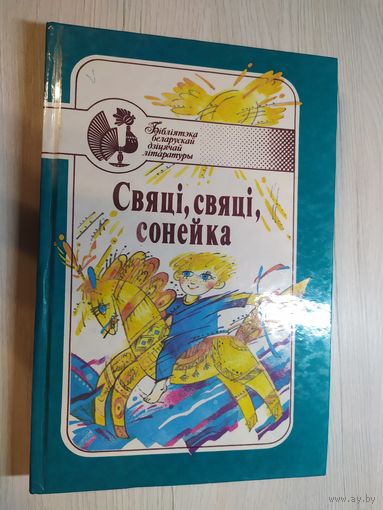 Бібліятэка
беларускай
дзіцячай
літаратуры
Свяці, свяці,
сонейка
www.ay.by